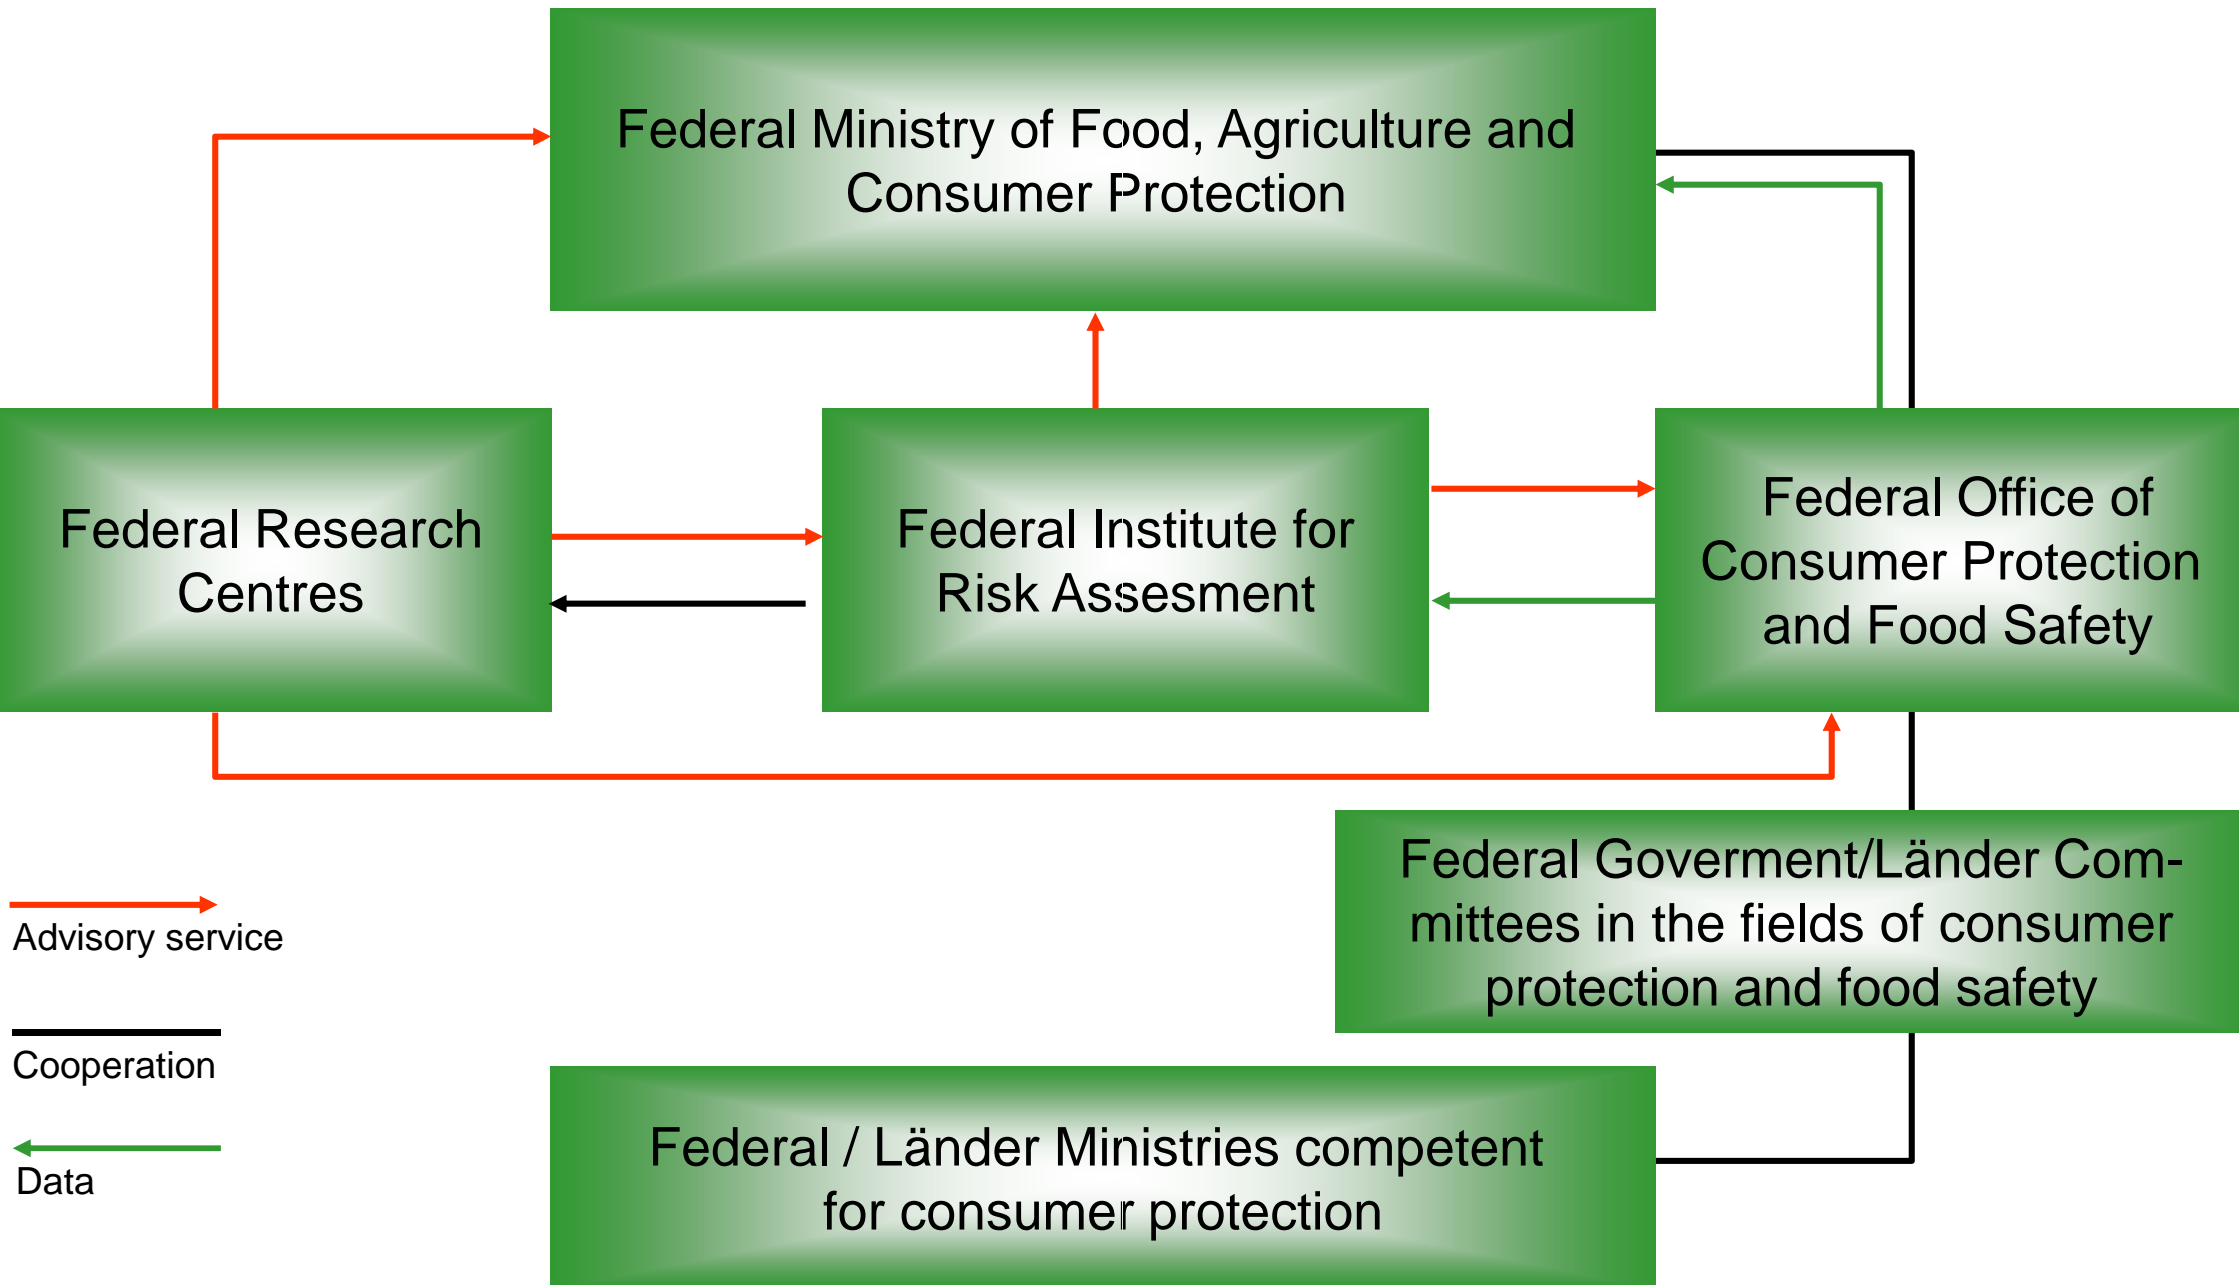 Federal Ministry of Food, Agriculture and
Consumer Protection
Federal Research
Centres
Federal Institute for
Risk Assesment
Federal Office of
Consumer Protection
and Food Safety
Federal Goverment/Länder Com-
mittees in the fields of consumer
protection and food safety
Advisory service
Cooperation
Data
Federal / Länder Ministries competent
for consumer protection